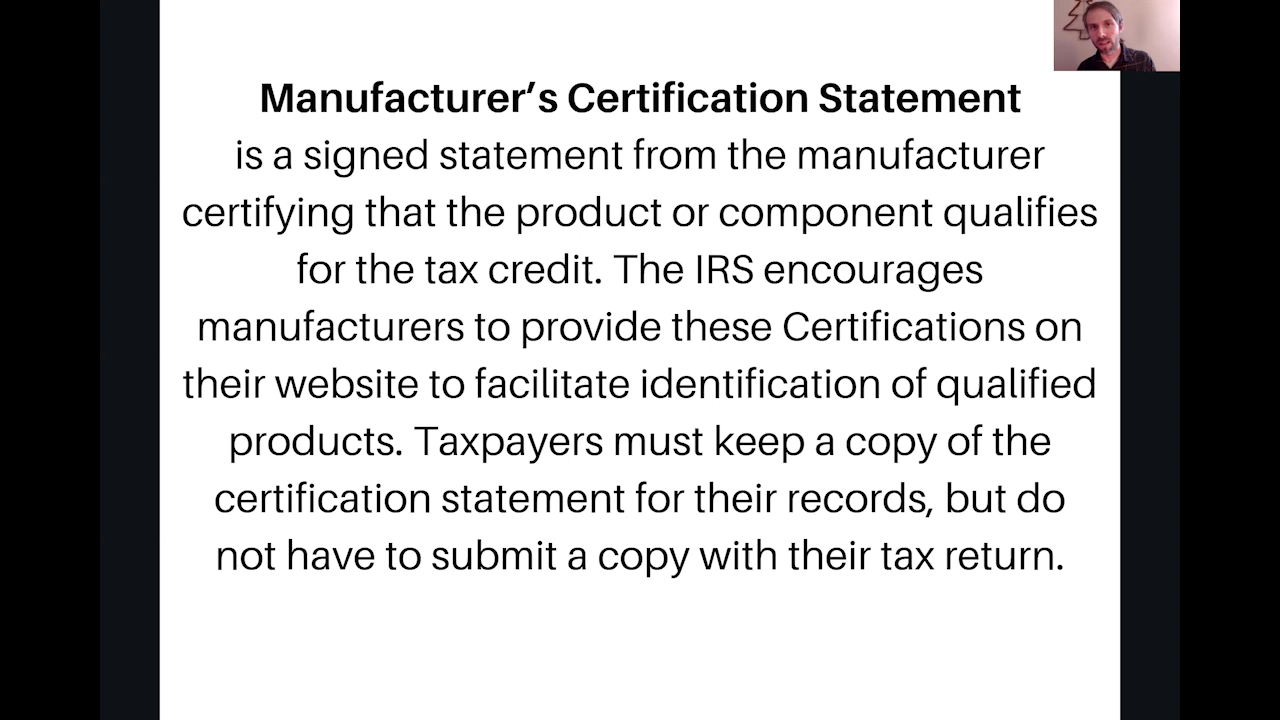 Manufacturer’s Certification Statement
is a signed statement from the manufacturer
certifying that the product or component qualifies
for the tax credit. The IRS encourages
manufacturers to provide these Certifications on
their website to facilitate identification of qualified
products. Taxpayers must keep a copy of the
certification statement for their records, but do
not have to submit a copy with their tax return.